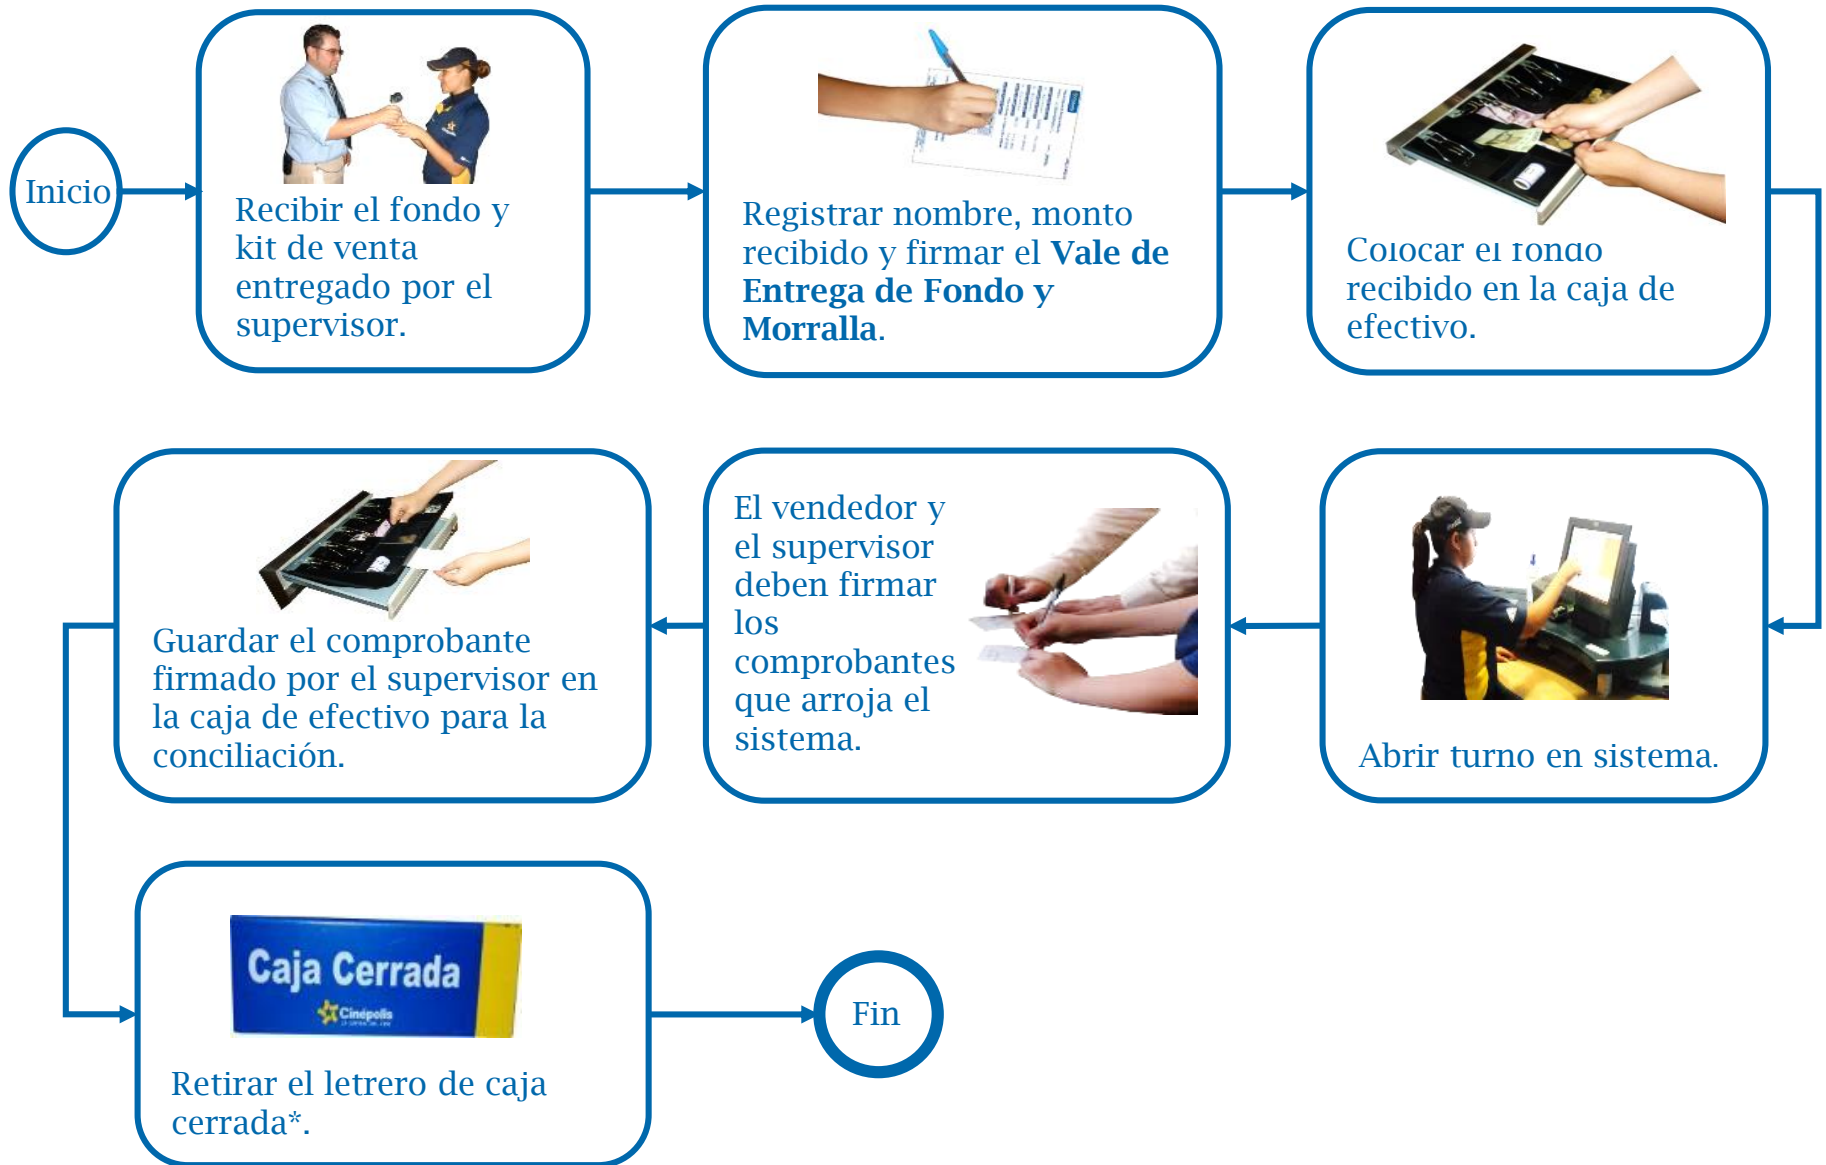 Inicio
Recibir el fondo y
kit de venta
entregado por el
supervisor.
Registrar nombre, monto
recibido y firmar el Vale de
Entrega de Fondo y
Morralla.
Colocar el fondo
recibido en la caja de
efectivo.
Abrir turno en sistema.
El vendedor y
el supervisor
deben firmar
los
comprobantes
que arroja el
sistema.
Guardar el comprobante
firmado por el supervisor en
la caja de efectivo para la
conciliación.
Caja Cerrada
Cinépolis
Retirar el letrero de caja
cerrada*.
Fin